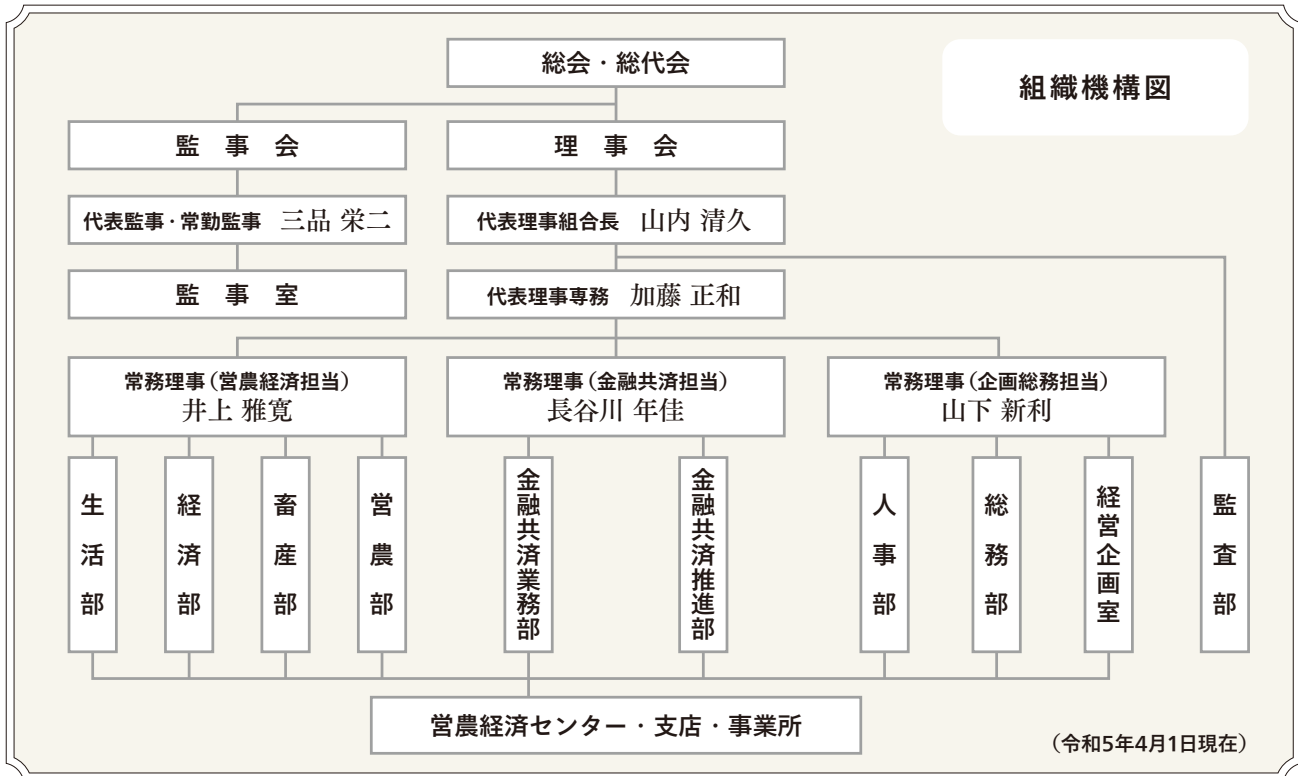 組織機構図
総会・総代会
監事会
理事会
代表監事・常勤監事 三品 栄二
代表理事組合長 山内 清久
監事室
代表理事専務 加藤 正和
常務理事（営農経済担当）
井上 雅寛
常務理事（金融共済担当）
長谷川 年佳
常務理事（企画総務担当）
山下 新利
生活部
経済部
畜産部
営農部
金融共済業務部
金融共済推進部
人事部
総務部
経営企画室
監査部
営農経済センター・支店・事業所
（令和5年4月1日現在）